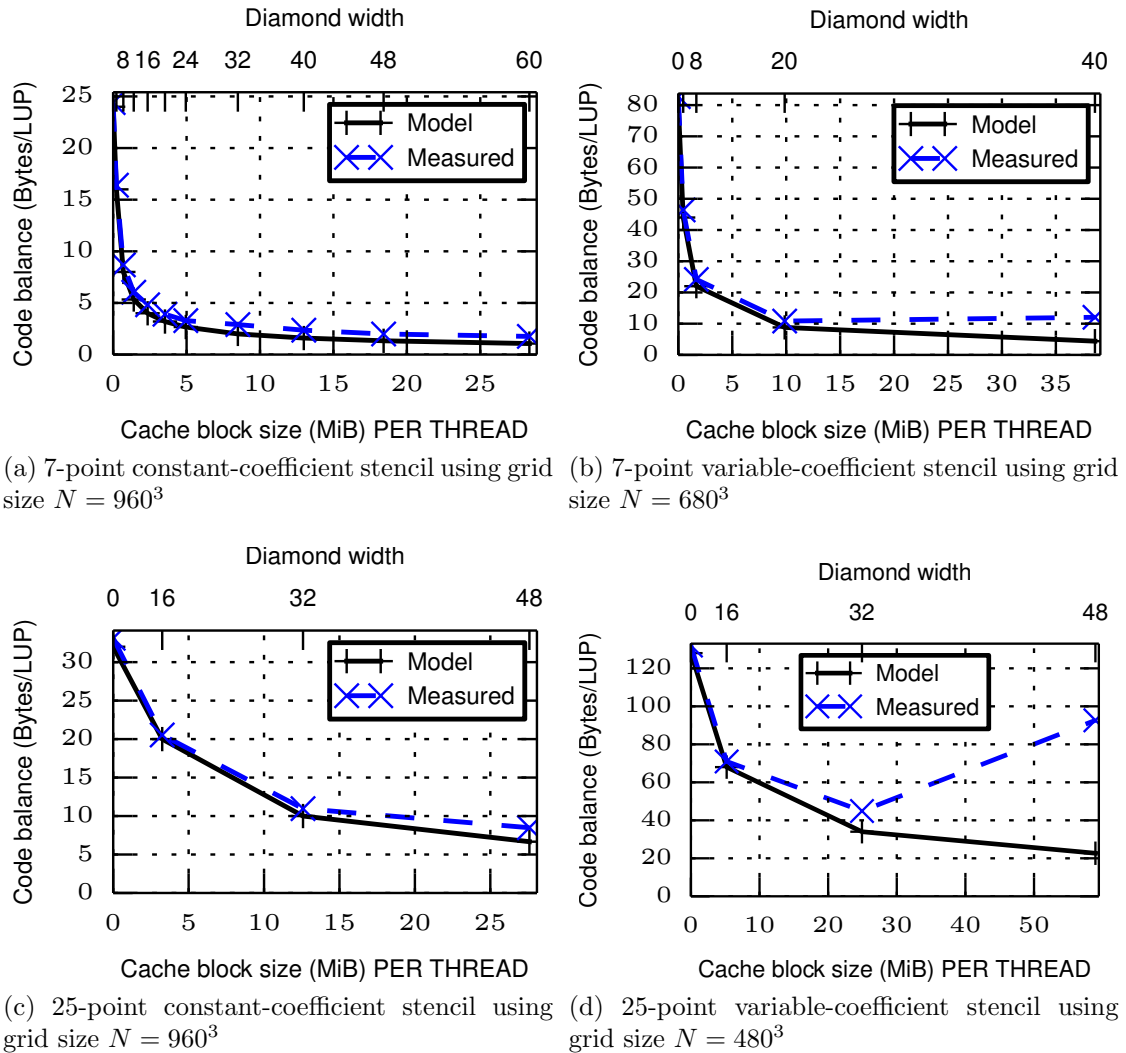 Diamond width
8 16 24 32 40 48 60
Code balance (Bytes/LUP)
25
20
15
10
5
0
Model
Measured
0 5 10 15 20 25
Cache block size (MiB) PER THREAD
(a) 7-point constant-coefficient stencil using grid
size N = 960³
Diamond width
0 8 20 40
Code balance (Bytes/LUP)
80
70
60
50
40
30
20
10
0
Model
Measured
0 5 10 15 20 25 30 35
Cache block size (MiB) PER THREAD
(b) 7-point variable-coefficient stencil using grid
size N = 680³
Diamond width
0 16 32 48
Code balance (Bytes/LUP)
30
25
20
15
10
5
0
Model
Measured
0 5 10 15 20 25
Cache block size (MiB) PER THREAD
(c) 25-point constant-coefficient stencil using
grid size N = 960³
Diamond width
0 16 32 48
Code balance (Bytes/LUP)
120
100
80
60
40
20
0
Model
Measured
0 10 20 30 40 50
Cache block size (MiB) PER THREAD
(d) 25-point variable-coefficient stencil using
grid size N = 480³